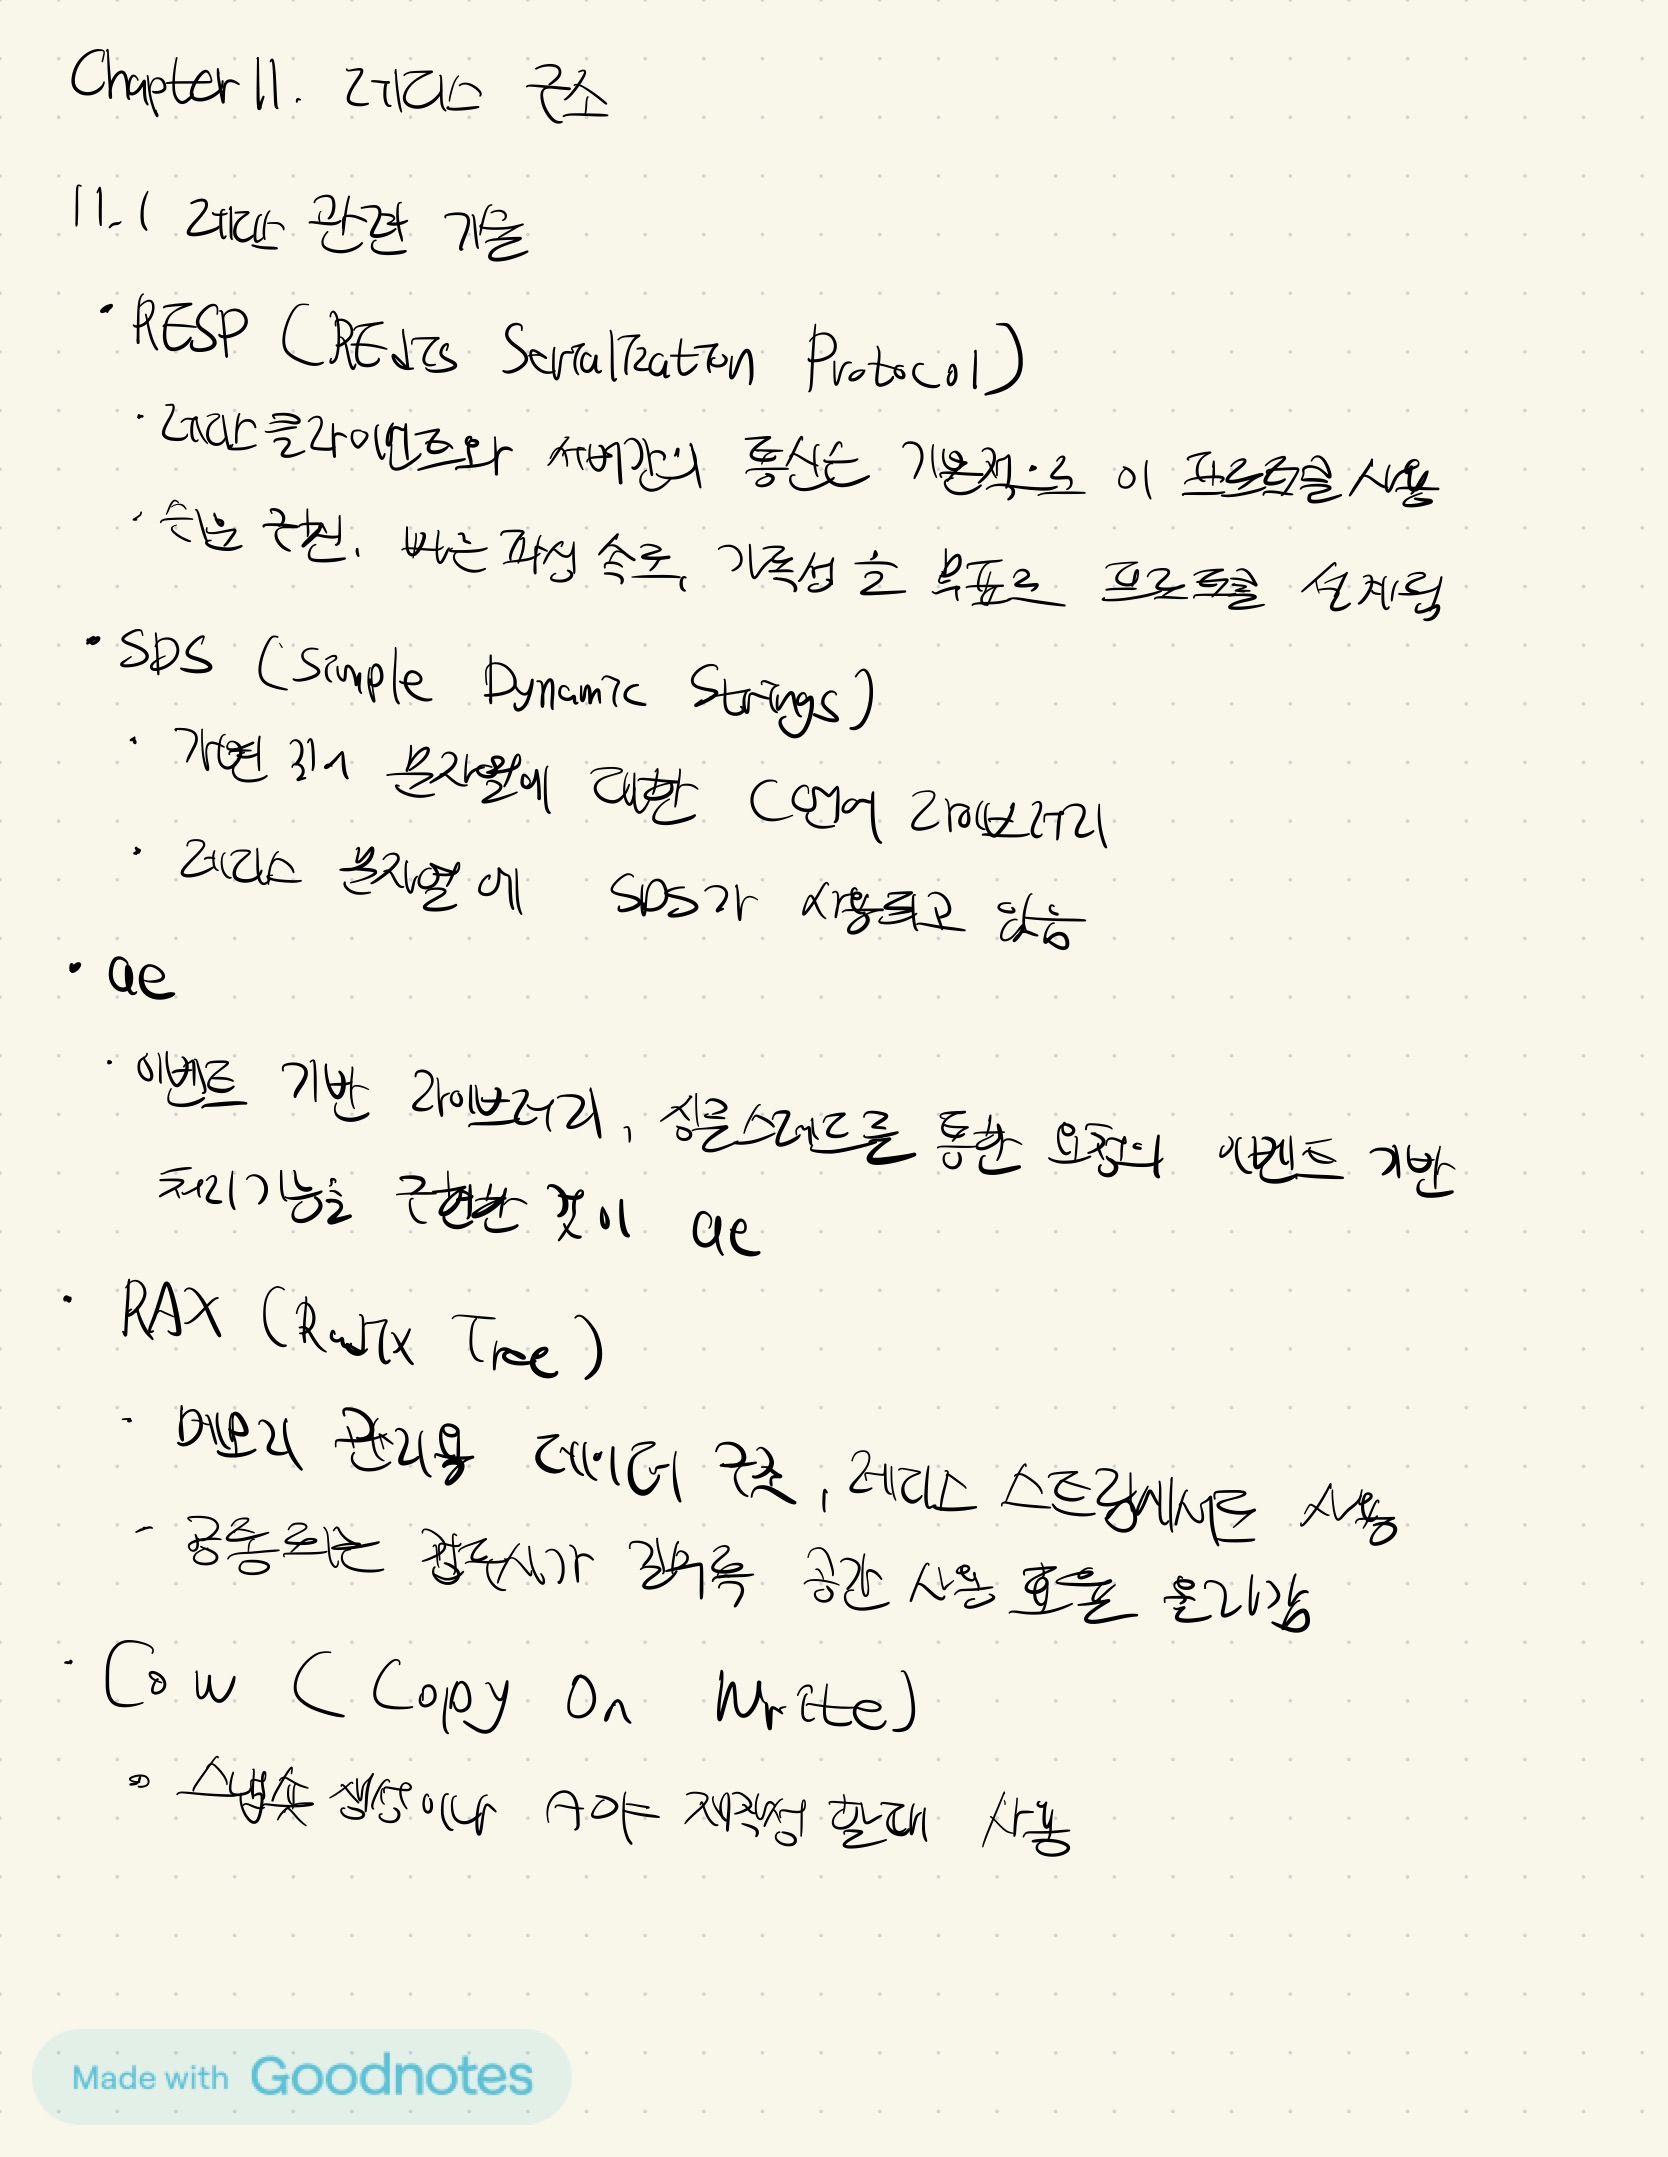 Chapter 11. 레디스 구조
11.1 레디스 관련 기술
· RESP (REdis Serialization Protocol)
· 레디스 클라이언트와 서버간의 통신은 기본적으로 이 프로토콜 사용
· 쉬운 구현, 빠른 파싱 속도, 가독성을 목표로 프로토콜 설계됨
· SDS (Simple Dynamic Strings)
· 가변 길이 문자열에 대한 C언어 라이브러리
· 레디스 문자열에 SDS가 사용되고 있음
· ae
· 이벤트 기반 라이브러리, 싱글스레드를 통한 요청의 이벤트 기반
처리기능을 구현한 것이 ae
· RAX (Radix Tree)
- 메모리 관리용 데이터 구조, 레디스 스트림에서도 사용
- 공통되는 접두사가 길수록 공간 사용 효율 올라감
· Cow (Copy On Write)
· 스냅숏 생성이나 AOF 재작성 할때 사용
Made with Goodnotes